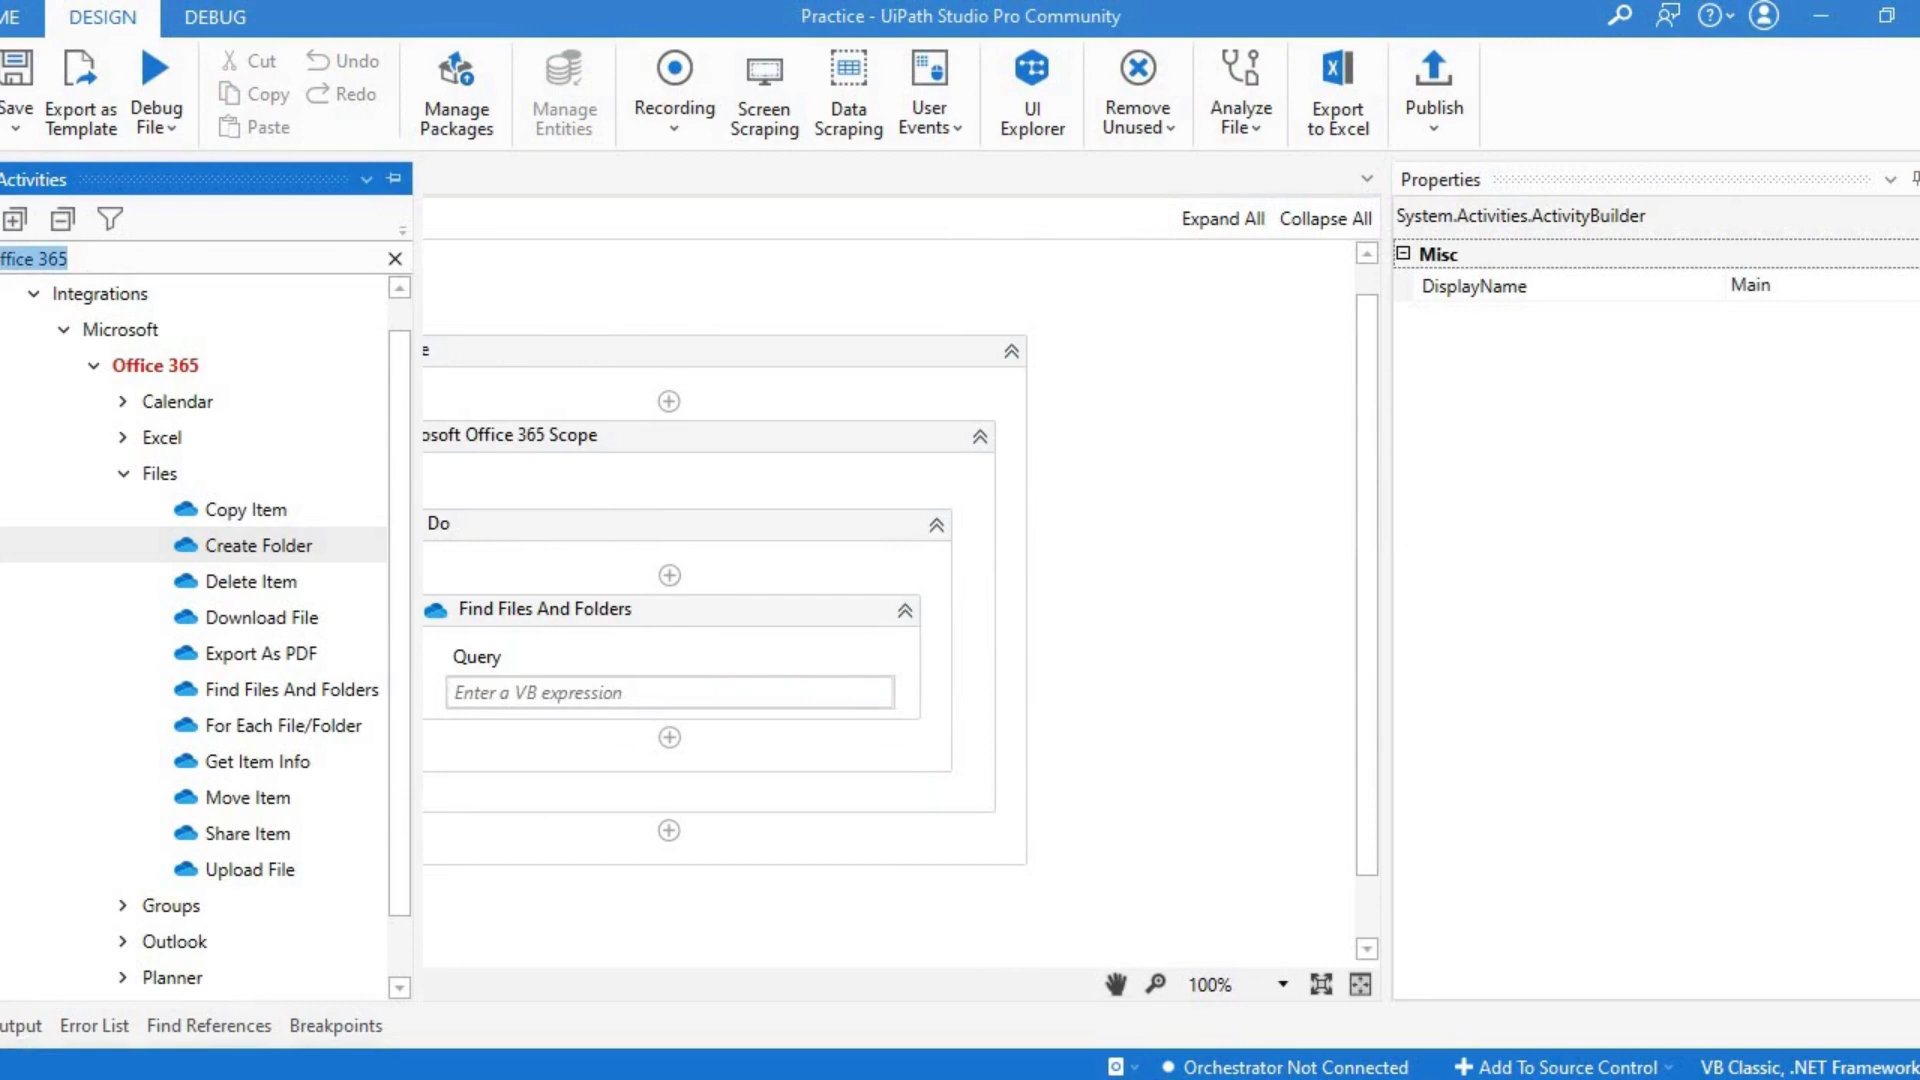 ME DESIGN DEBUG Practice - UiPath Studio Pro Community
Save
Export as Template
Debug File
Cut
Copy
Paste
Undo
Redo
Manage Packages
Manage Entities
Recording
Screen Scraping
Data Scraping
User Events
UI Explorer
Remove Unused
Analyze File
Export to Excel
Publish
Activities
ffice 365
Integrations
Microsoft
Office 365
Calendar
Excel
Files
Copy Item
Create Folder
Delete Item
Download File
Export As PDF
Find Files And Folders
For Each File/Folder
Get Item Info
Move Item
Share Item
Upload File
Groups
Outlook
Planner
Expand All Collapse All
e
osoft Office 365 Scope
Do
Find Files And Folders
Query
Enter a VB expression
100%
Properties
System.Activities.ActivityBuilder
Misc
DisplayName Main
utput Error List Find References Breakpoints
Orchestrator Not Connected Add To Source Control VB Classic, .NET Framework